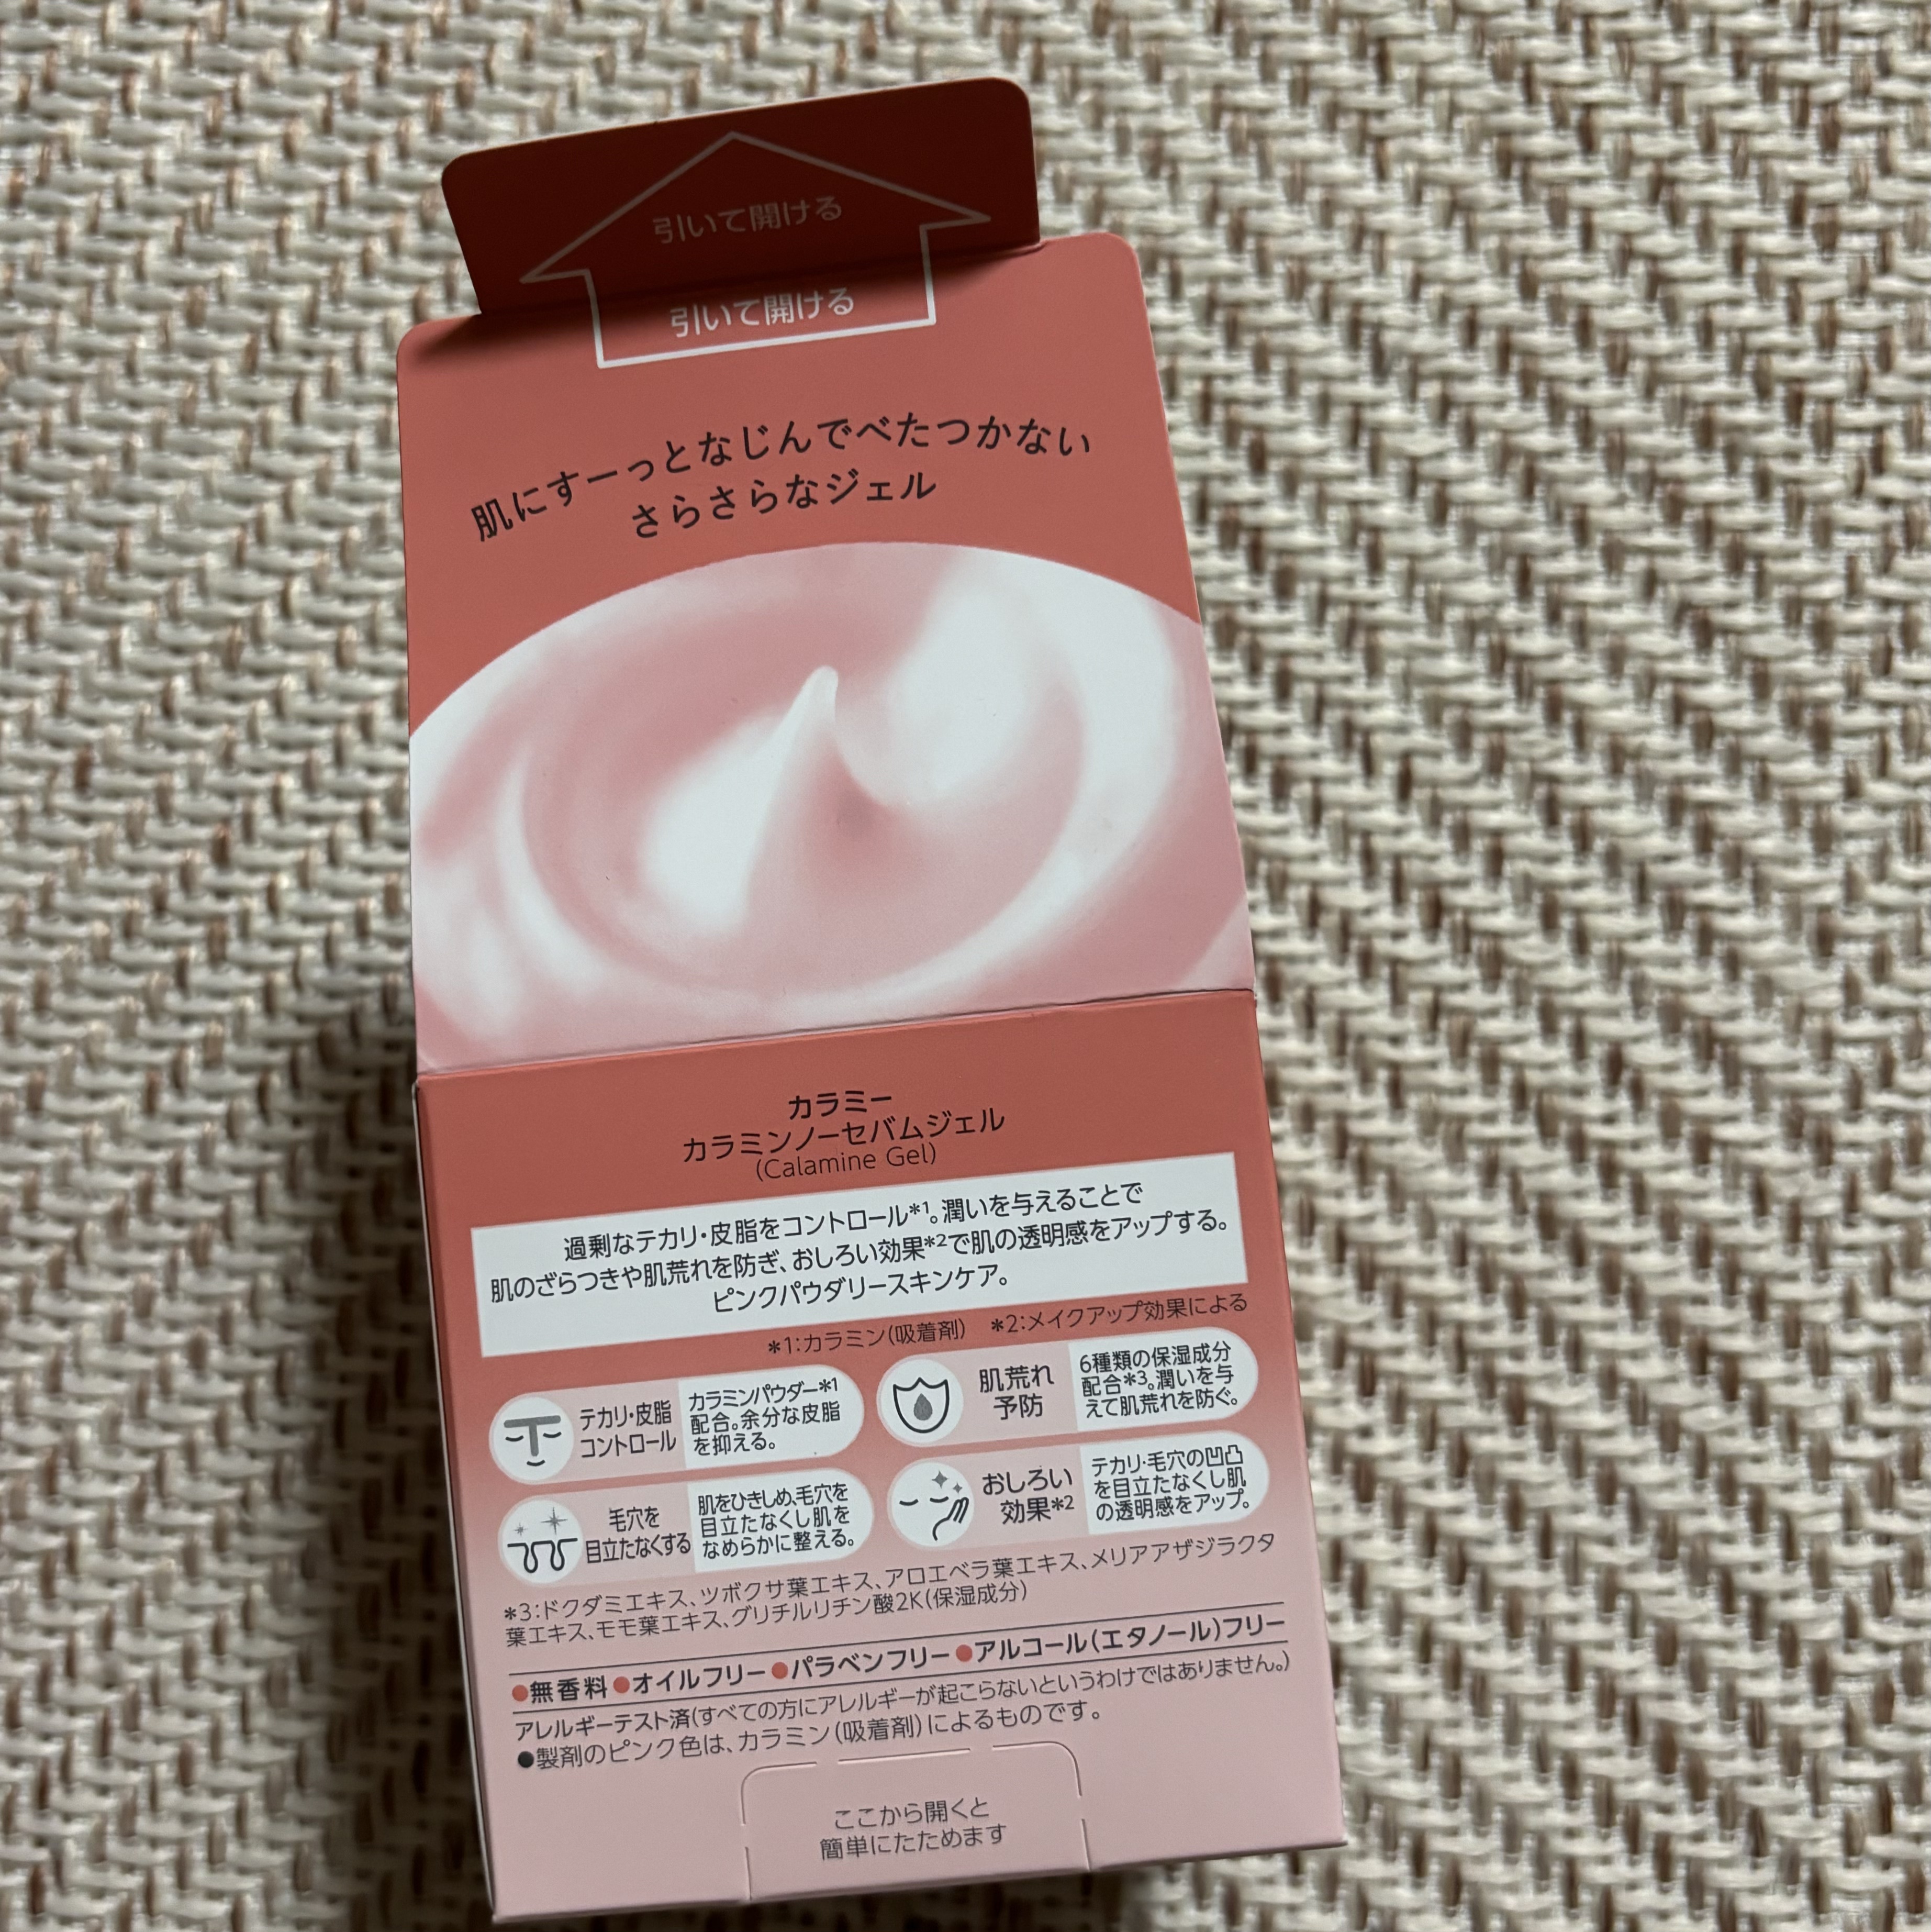 引いて開ける
引いて開ける
肌にすーっとなじんでべたつかない
さらさらなジェル
カラミー
カラミンノーセバムジェル
(Calamine Gel)
過剰なテカリ・皮脂をコントロール*1。潤いを与えることで
肌のざらつきや肌荒れを防ぎ、おしろい効果*2で肌の透明感をアップする。
ピンクパウダリースキンケア。
*1:カラミン(吸着剤) *2:メイクアップ効果による
テカリ・皮脂
コントロール
カラミンパウダー*1
配合。余分な皮脂
を抑える。
肌荒れ
予防
6種類の保湿成分
配合*3。潤いを与
えて肌荒れを防ぐ。
毛穴を
目立たなくする
肌をひきしめ、毛穴を
目立たなくし肌を
なめらかに整える。
おしろい
効果*2
テカリ・毛穴の凹凸
を目立たなくし肌
の透明感をアップ。
*3:ドクダミエキス、ツボクサ葉エキス、アロエベラ葉エキス、メリアアザジラクタ
葉エキス、モモ葉エキス、グリチルリチン酸2K(保湿成分)
●無香料●オイルフリー●パラベンフリー●アルコール(エタノール)フリー
アレルギーテスト済(すべての方にアレルギーが起こらないというわけではありません。)
●製剤のピンク色は、カラミン(吸着剤)によるものです。
ここから開くと
簡単にたためます